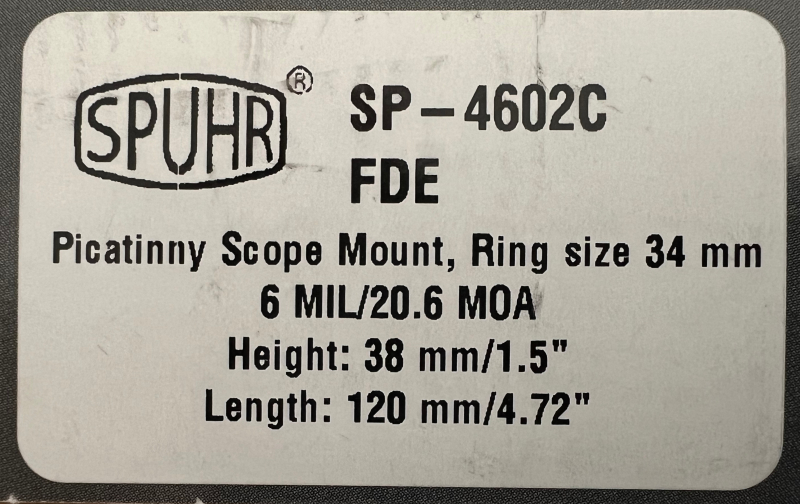 SPUHR®
SP-4602C
FDE
Picatinny Scope Mount, Ring size 34 mm
6 MIL/20.6 MOA
Height: 38 mm/1.5"
Length: 120 mm/4.72"